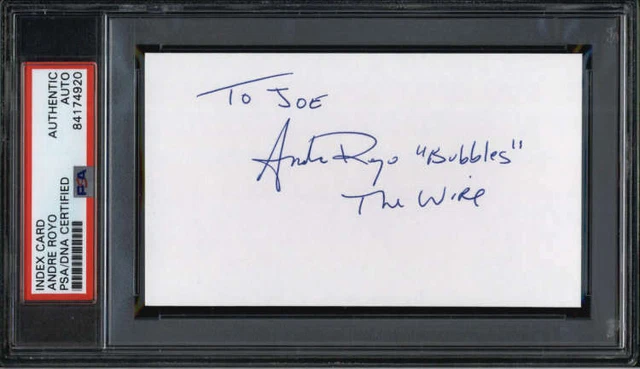 INDEX CARD
ANDRE ROYO
PSA/DNA CERTIFIED
AUTHENTIC
AUTO
84174920
PSA
To JOE
Andre Royo "Bubbles"
The Wire